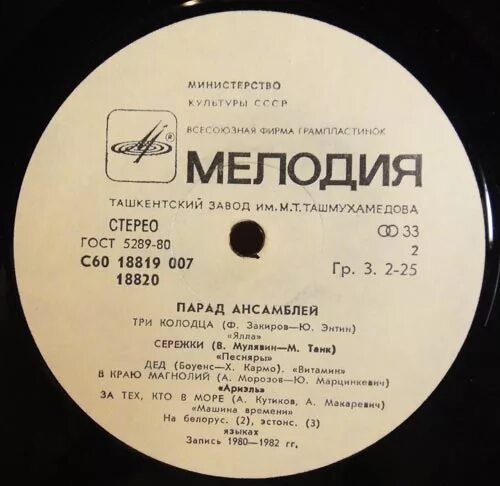 МИНИСТЕРСТВО
КУЛЬТУРЫ СССР
ВСЕСОЮЗНАЯ ФИРМА ГРАМПЛАСТИНОК
® МЕЛОДИЯ
ТАШКЕНТСКИЙ ЗАВОД ИМ. М.Т. ТАШМУХАМЕДОВА
СТЕРЕО 33
ГОСТ 5289-80 2
С60 18819 007 Гр. 3. 2-25
18820
ПАРАД АНСАМБЛЕЙ
ТРИ КОЛОДЦА (Ф. Закиров—Ю. Энтин)
«Ялла»
СЕРЕЖКИ (В. Мулявин—М. Танк)
«Песняры»
ДЕД (Боуенс—Х. Кармо). «Витамин»
В КРАЮ МАГНОЛИЙ (А. Морозов—Ю. Марцинкевич)
«Ариэль»
ЗА ТЕХ, КТО В МОРЕ (А. Кутиков, А. Макаревич)
«Машина времени»
На белорус. (2), эстонс. (3)
языках
Запись 1980—1982 гг.